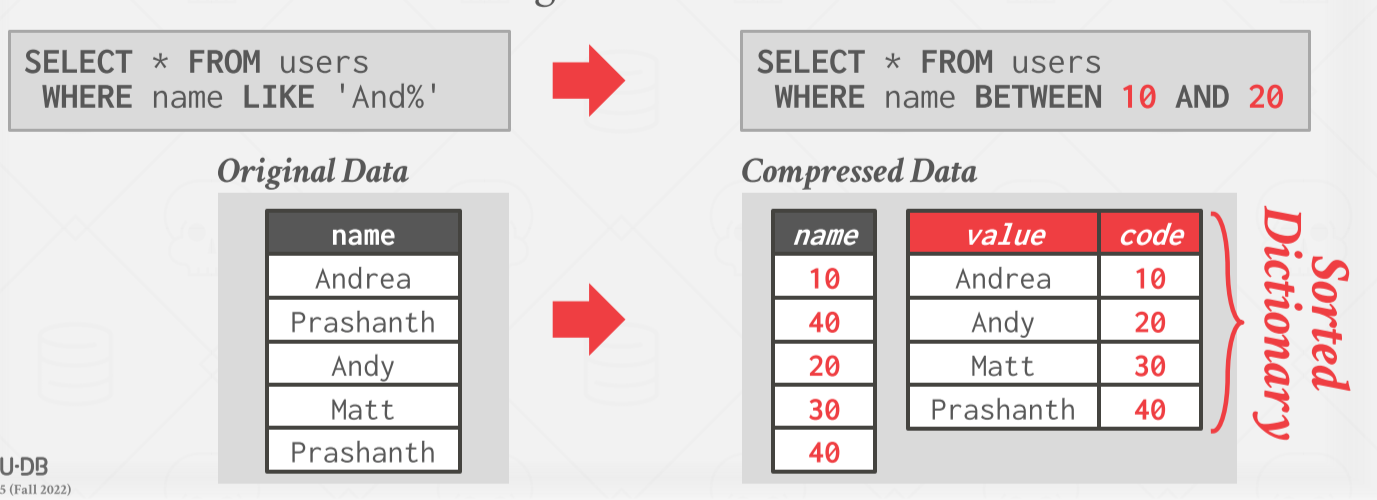 SELECT * FROM users
WHERE name LIKE 'And%'
SELECT * FROM users
WHERE name BETWEEN 10 AND 20
Original Data
name
Andrea
Prashanth
Andy
Matt
Prashanth
Compressed Data
name
10
40
20
30
40
value code
Andrea 10
Andy 20
Matt 30
Prashanth 40
Sorted
Dictionary
U·DB
5 (Fall 2022)